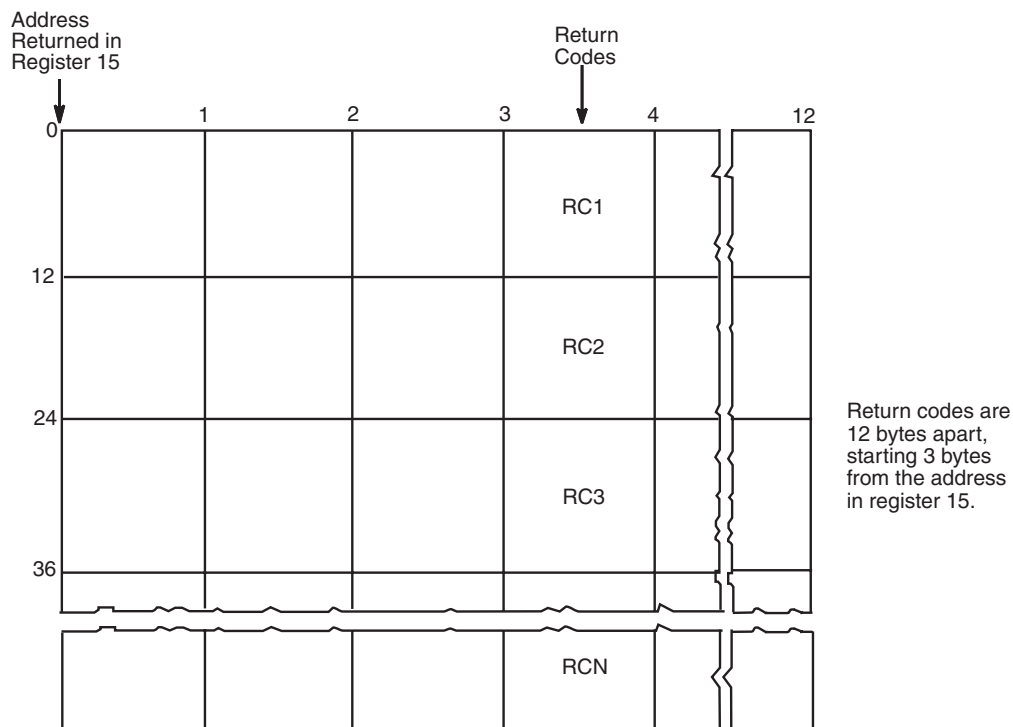 Address
Returned in
Register 15
Return
Codes
1 2 3 4 12
0
RC1
12
RC2
24
Return codes are
12 bytes apart,
starting 3 bytes
from the address
in register 15.
RC3
36
RCN